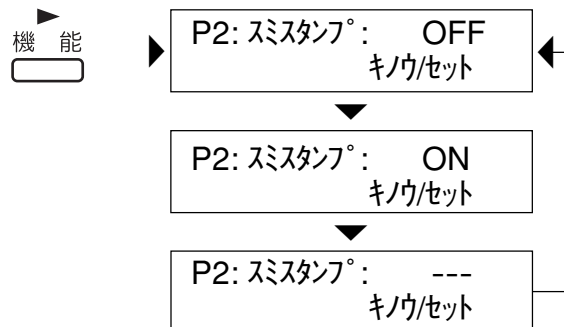 機 能
P2: スミスタンプ: OFF
キノウ/セット
P2: スミスタンプ: ON
キノウ/セット
P2: スミスタンプ: ---
キノウ/セット